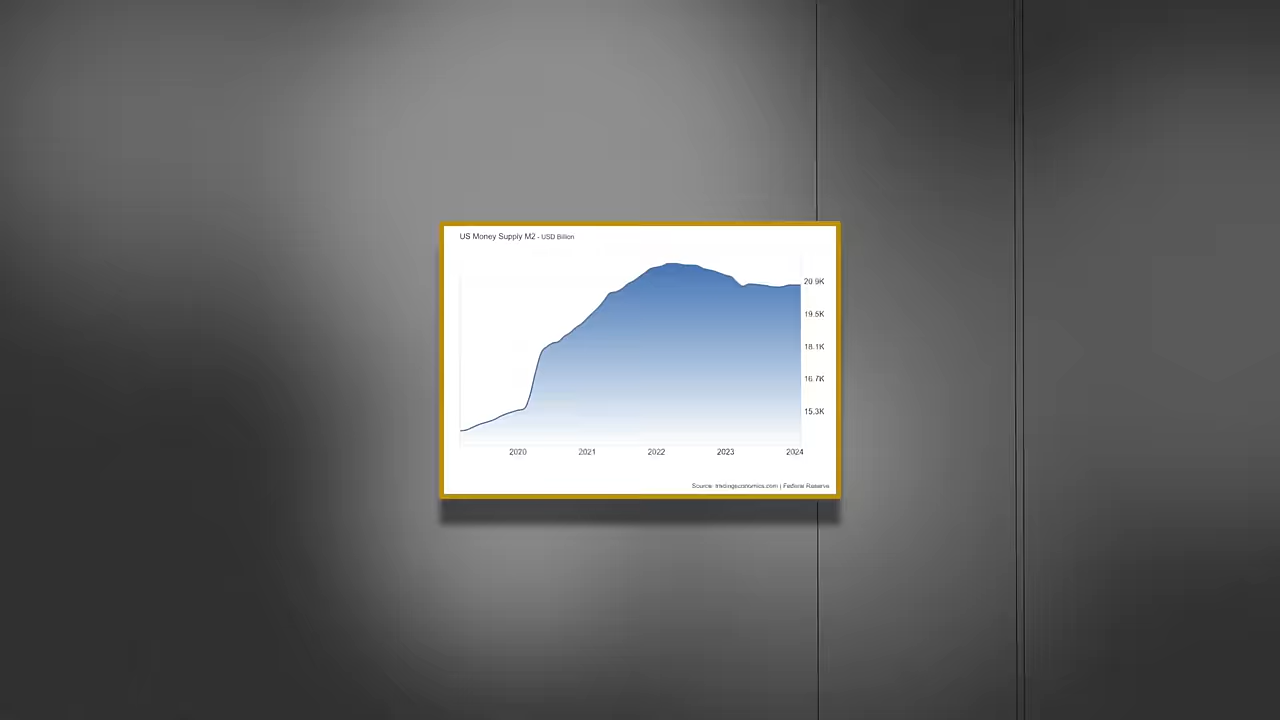 US Money Supply M2 - USD Billion
20.9K
19.5K
18.1K
16.7K
15.3K
2020 2021 2022 2023 2024
Source: tradingeconomics.com | Federal Reserve